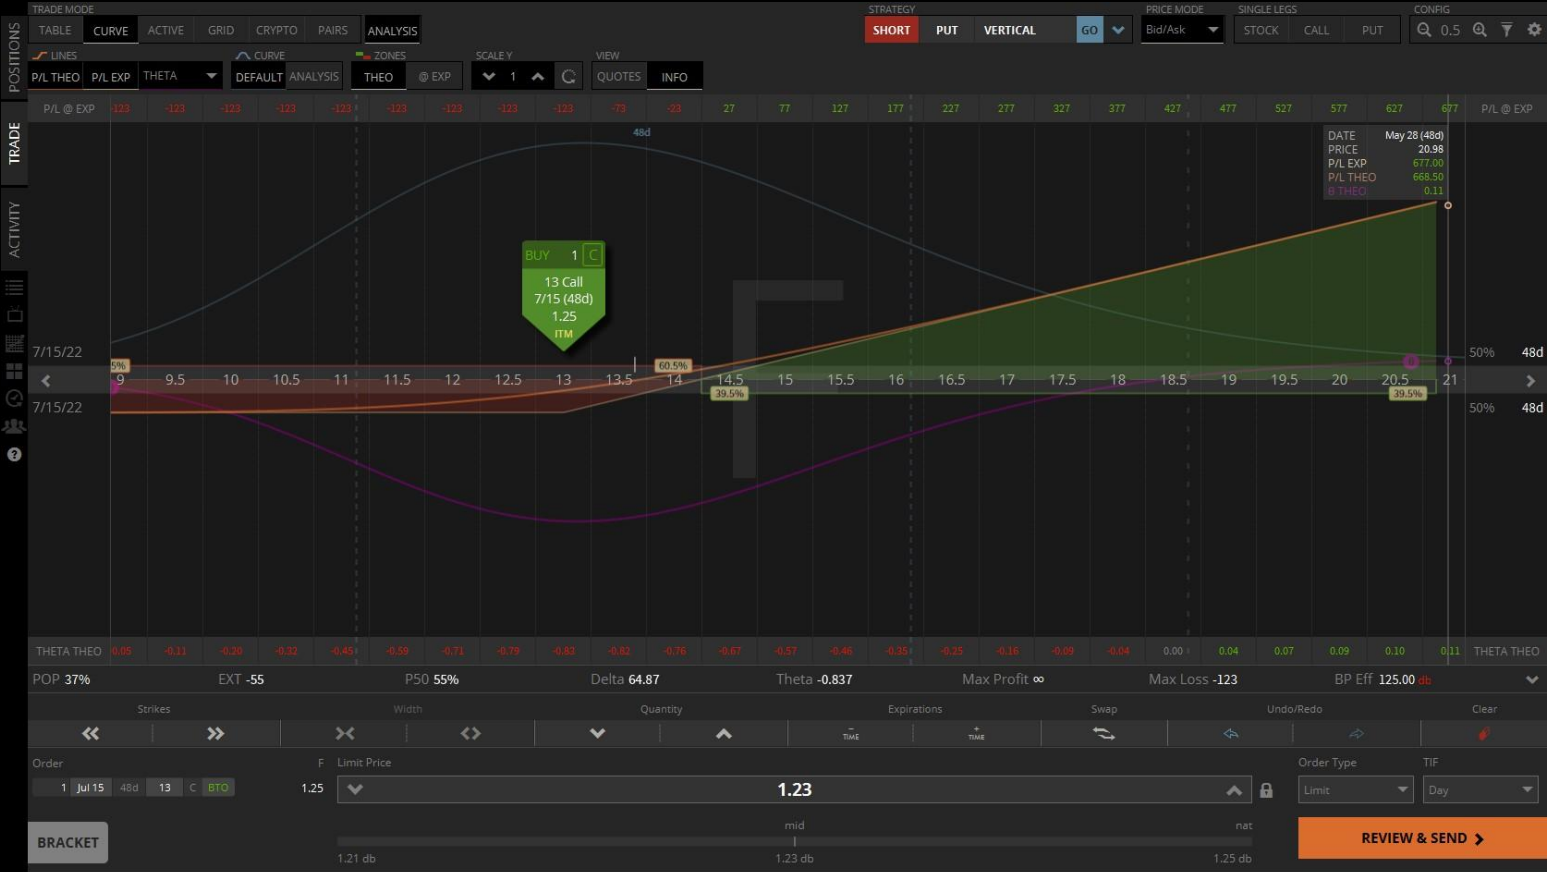 TRADE MODE STRATEGY PRICE MODE SINGLE LEGS CONFIG
TABLE CURVE ACTIVE GRID CRYPTO PAIRS ANALYSIS SHORT PUT VERTICAL GO Bid/Ask STOCK CALL PUT 0.5
LINES CURVE ZONES SCALE Y VIEW
P/L THEO P/L EXP THETA DEFAULT ANALYSIS THEO @ EXP 1 QUOTES INFO
POSITIONS
TRADE
ACTIVITY
P/L @ EXP -123 -123 -123 -123 -123 -123 -123 -123 -123 -73 -23 27 77 127 177 227 277 327 377 427 477 527 577 627 677 P/L @ EXP
48d
DATE May 28 (48d)
PRICE 20.98
P/L EXP 677.00
P/L THEO 668.50
θ THEO 0.11
BUY 1 C
13 Call
7/15 (48d)
1.25
ITM
7/15/22 50% 48d
5% 60.5%
9 9.5 10 10.5 11 11.5 12 12.5 13 13.5 14 14.5 15 15.5 16 16.5 17 17.5 18 18.5 19 19.5 20 20.5 21
39.5% 39.5%
7/15/22 50% 48d
F
THETA THEO 0.05 -0.11 -0.20 -0.32 -0.45 -0.59 -0.71 -0.79 -0.83 -0.82 -0.76 -0.67 -0.57 -0.46 -0.35 -0.25 -0.16 -0.09 -0.04 0.00 0.04 0.07 0.09 0.10 0.11 THETA THEO
POP 37% EXT -55 P50 55% Delta 64.87 Theta -0.837 Max Profit ∞ Max Loss -123 BP Eff 125.00 db
Strikes Width Quantity Expirations Swap Undo/Redo Clear
- TIME + TIME
Order F Limit Price Order Type TIF
1 Jul 15 48d 13 C BTO 1.25 1.23 Limit Day
mid nat
BRACKET REVIEW & SEND
1.21 db 1.23 db 1.25 db